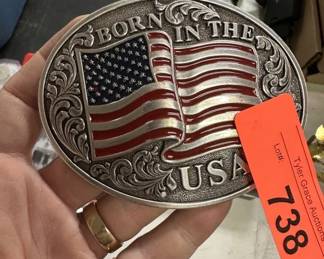 BORN IN THE
USA
Lot#:
738
Tyler Grace Auctions